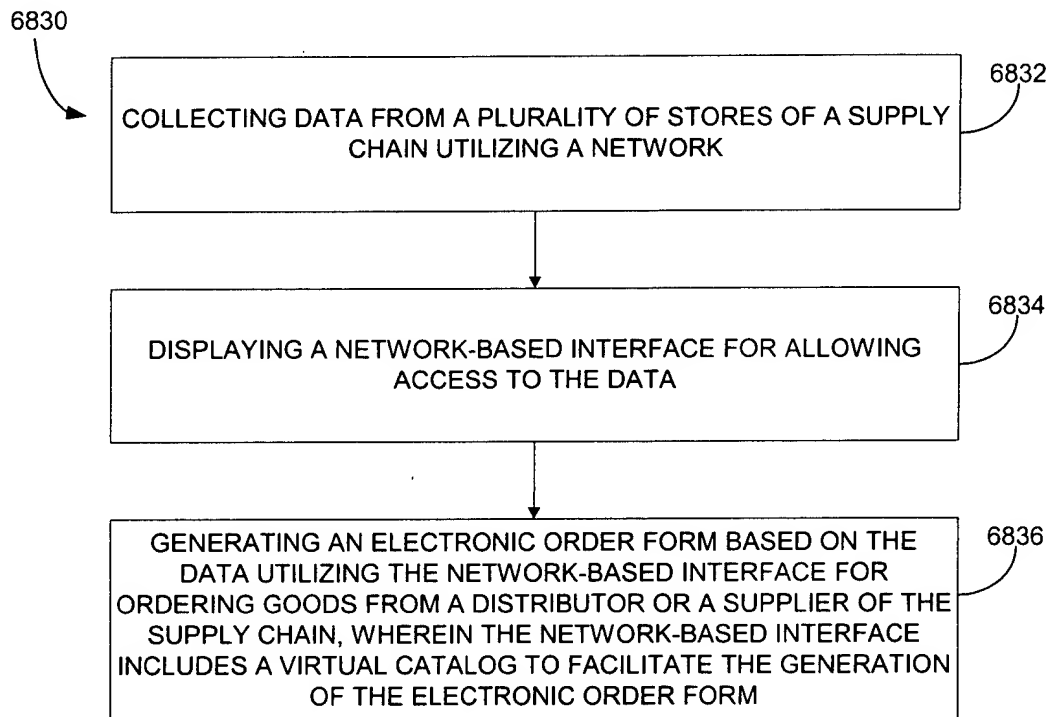 6830
6832
COLLECTING DATA FROM A PLURALITY OF STORES OF A SUPPLY
CHAIN UTILIZING A NETWORK
6834
DISPLAYING A NETWORK-BASED INTERFACE FOR ALLOWING
ACCESS TO THE DATA
6836
GENERATING AN ELECTRONIC ORDER FORM BASED ON THE
DATA UTILIZING THE NETWORK-BASED INTERFACE FOR
ORDERING GOODS FROM A DISTRIBUTOR OR A SUPPLIER OF THE
SUPPLY CHAIN, WHEREIN THE NETWORK-BASED INTERFACE
INCLUDES A VIRTUAL CATALOG TO FACILITATE THE GENERATION
OF THE ELECTRONIC ORDER FORM